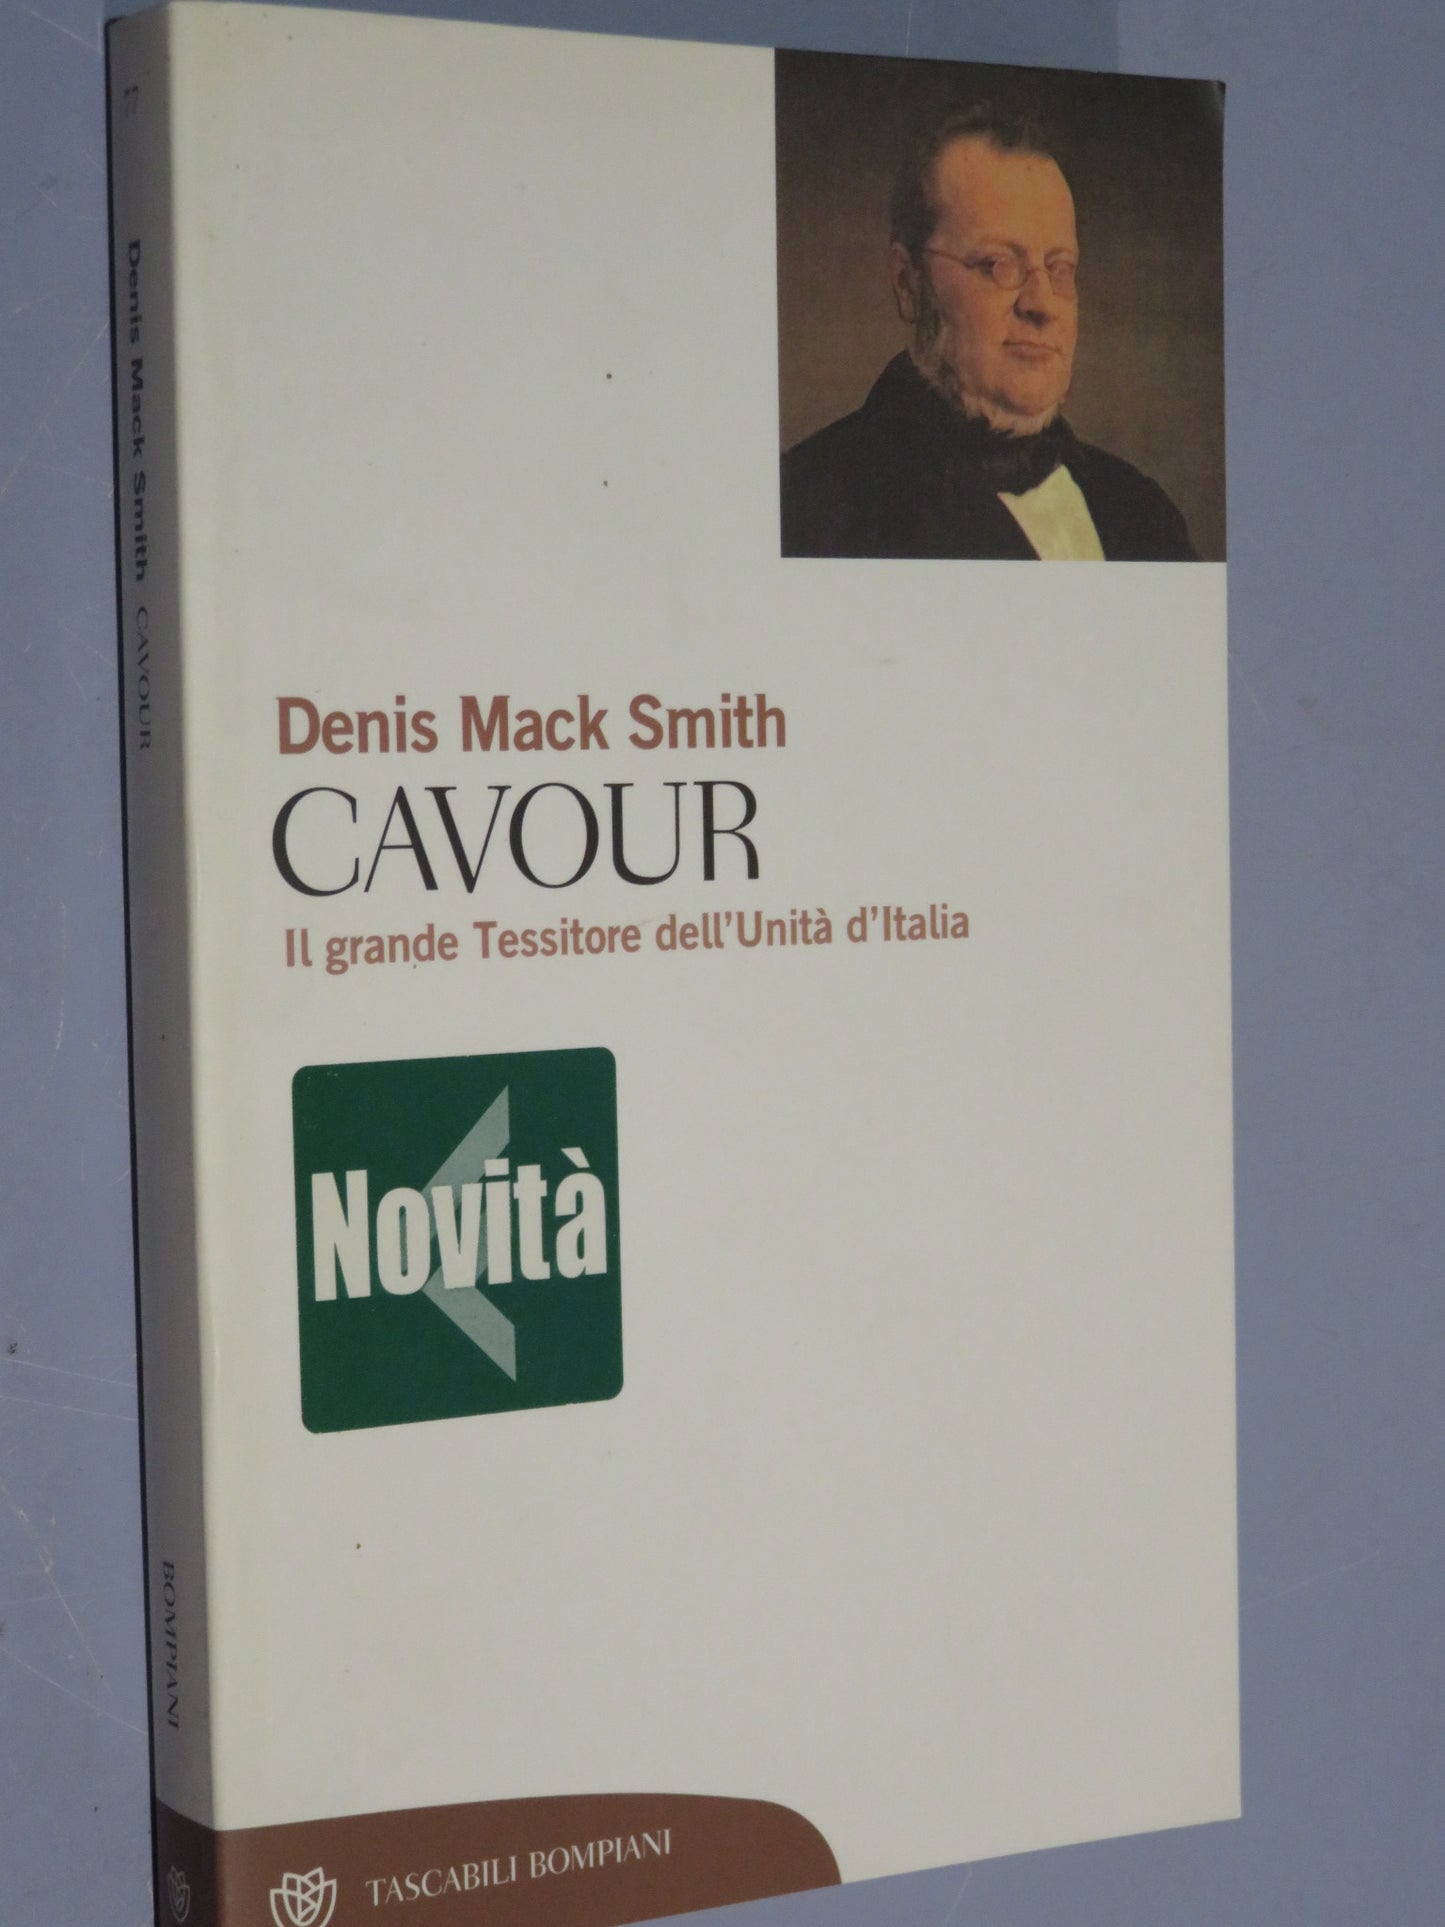 Denis Mack Smith CAVOUR
BOMPIANI
Denis Mack Smith
CAVOUR
Il grande Tessitore dell'Unità d'Italia
Novità
TASCABILI BOMPIANI